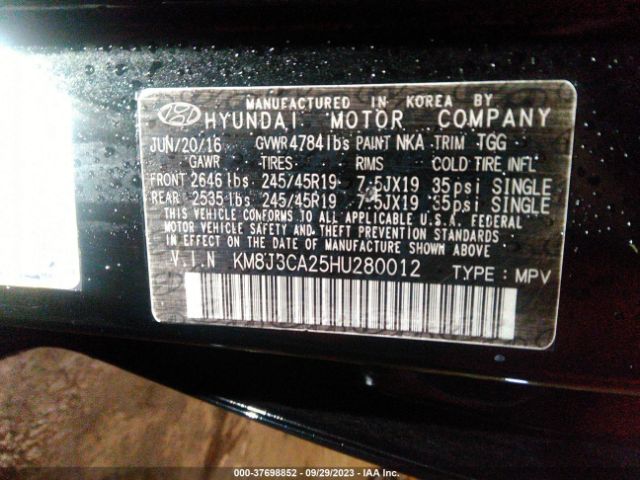 MANUFACTURED IN KOREA BY
HYUNDAI MOTOR COMPANY
JUN/20/16 GVWR 4784 lbs PAINT NKA TRIM TGG
GAWR TIRES RIMS COLD TIRE INFL
FRONT 2646 lbs 245/45R19 7.5JX19 35psi SINGLE
REAR 2535 lbs 245/45R19 7.5JX19 35psi SINGLE
THIS VEHICLE CONFORMS TO ALL APPLICABLE U.S. FEDERAL
MOTOR VEHICLE SAFETY, BUMPER, AND THEFT PREVENTION STANDARDS
IN EFFECT ON THE DATE OF MANUFACTURE SHOWN ABOVE
V.I.N KM8J3CA25HU280012 TYPE : MPV
000-37698852 - 09/29/2023 - IAA Inc.